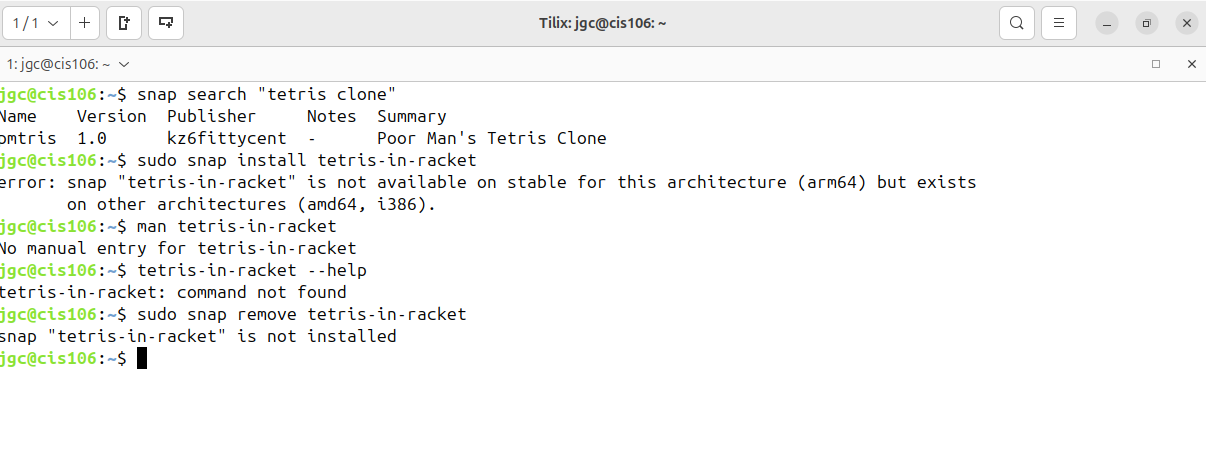 1 / 1
Tilix: jgc@cis106: ~
1: jgc@cis106: ~
jgc@cis106:~$ snap search "tetris clone"
Name    Version  Publisher     Notes  Summary
omtris  1.0      kz6fittycent  -      Poor Man's Tetris Clone
jgc@cis106:~$ sudo snap install tetris-in-racket
error: snap "tetris-in-racket" is not available on stable for this architecture (arm64) but exists
       on other architectures (amd64, i386).
jgc@cis106:~$ man tetris-in-racket
No manual entry for tetris-in-racket
jgc@cis106:~$ tetris-in-racket --help
tetris-in-racket: command not found
jgc@cis106:~$ sudo snap remove tetris-in-racket
snap "tetris-in-racket" is not installed
jgc@cis106:~$